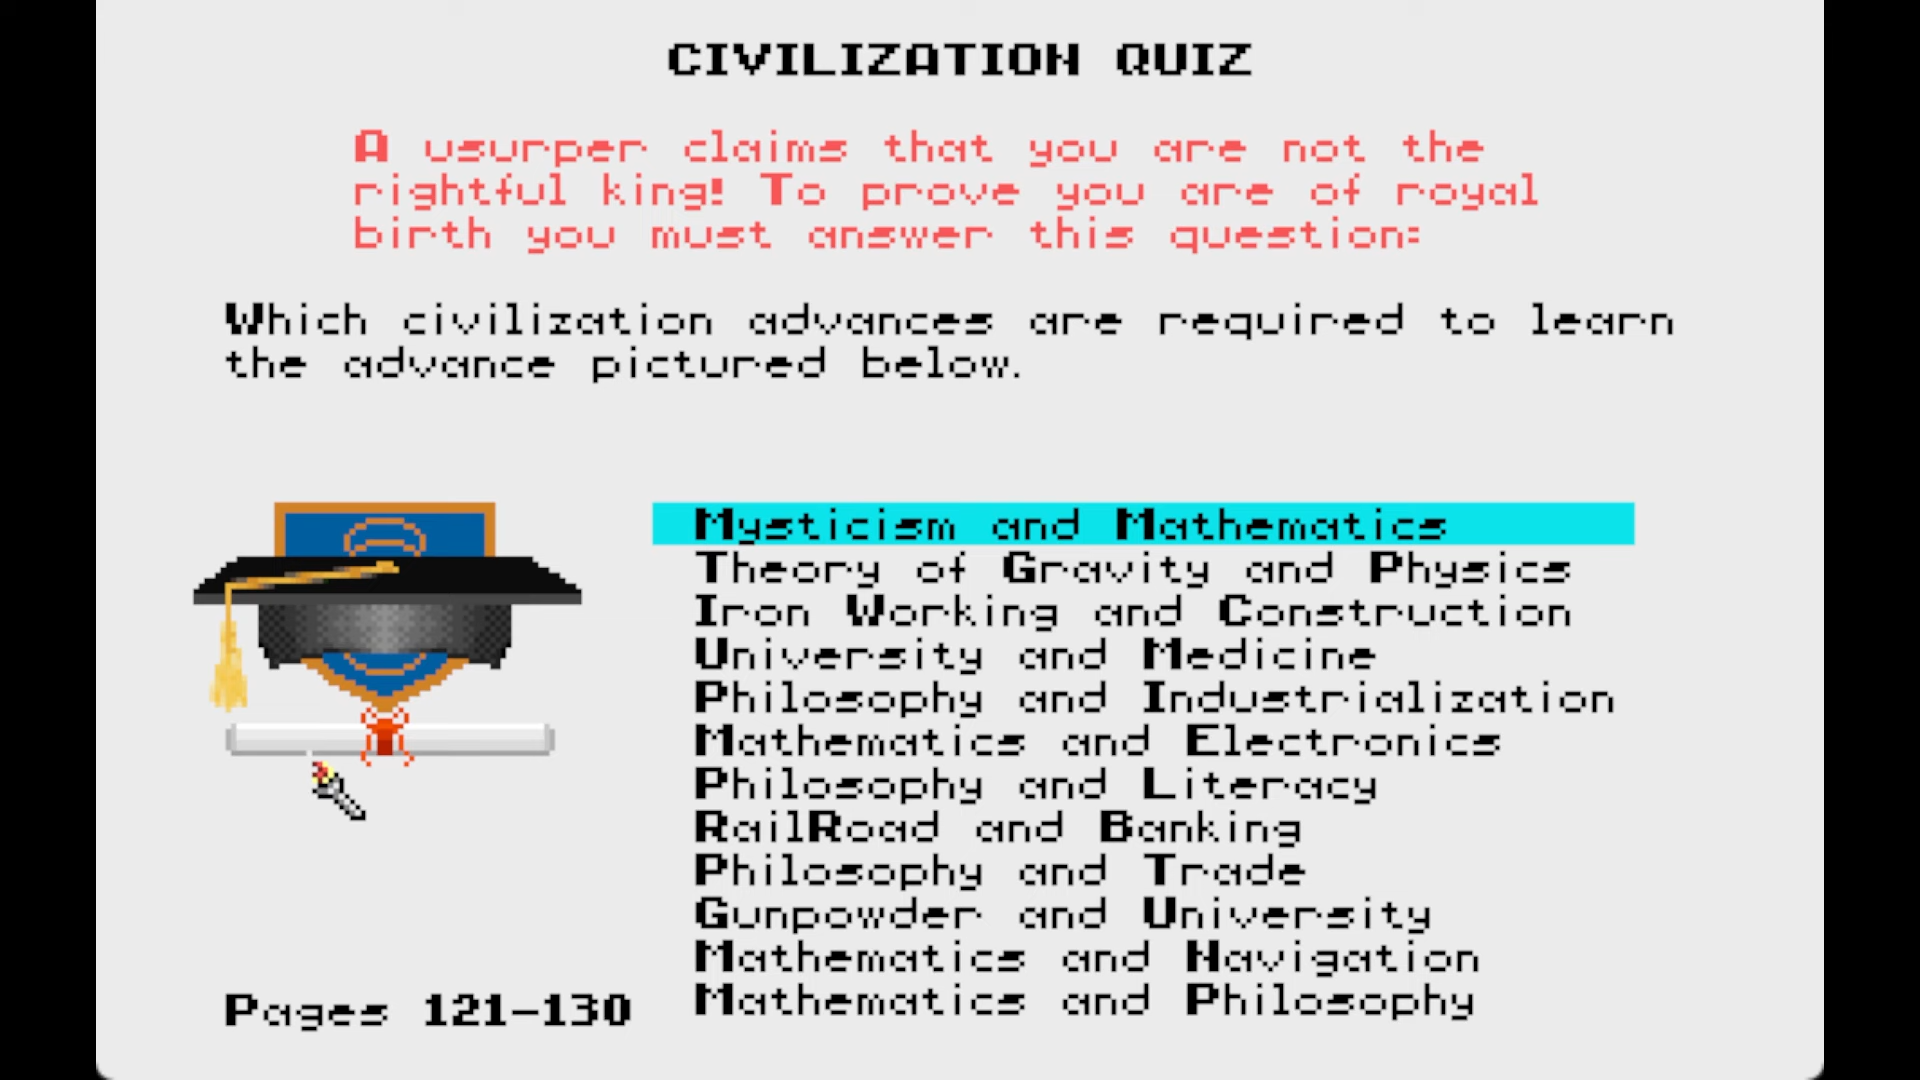 CIVILIZATION QUIZ
A usurper claims that you are not the
rightful king! To prove you are of royal
birth you must answer this question:
Which civilization advances are required to learn
the advance pictured below.
Mysticism and Mathematics
Theory of Gravity and Physics
Iron Working and Construction
University and Medicine
Philosophy and Industrialization
Mathematics and Electronics
Philosophy and Literacy
RailRoad and Banking
Philosophy and Trade
Gunpowder and University
Mathematics and Navigation
Mathematics and Philosophy
Pages 121-130